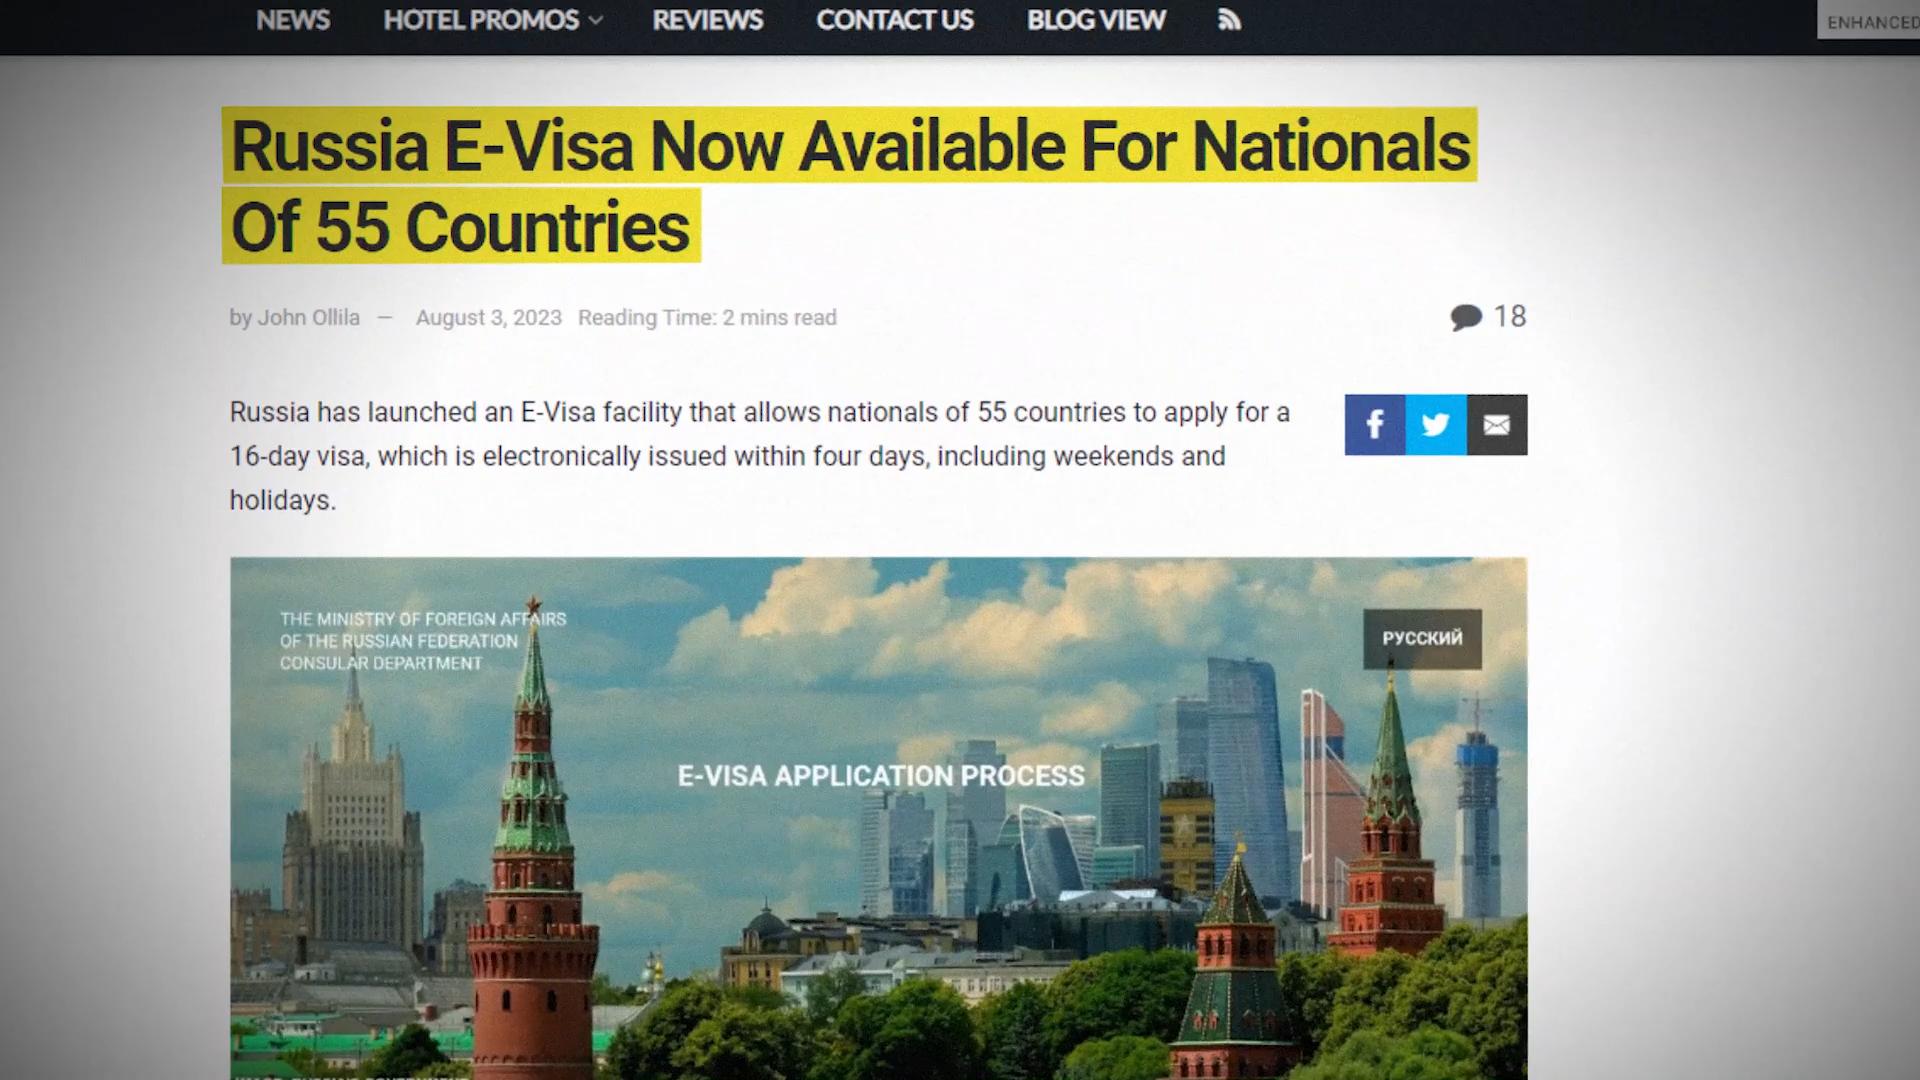 NEWS HOTEL PROMOS REVIEWS CONTACT US BLOG VIEW
ENHANCED
Russia E-Visa Now Available For Nationals
Of 55 Countries
by John Ollila — August 3, 2023 Reading Time: 2 mins read
18
Russia has launched an E-Visa facility that allows nationals of 55 countries to apply for a
16-day visa, which is electronically issued within four days, including weekends and
holidays.
THE MINISTRY OF FOREIGN AFFAIRS
OF THE RUSSIAN FEDERATION
CONSULAR DEPARTMENT
РУССКИЙ
E-VISA APPLICATION PROCESS